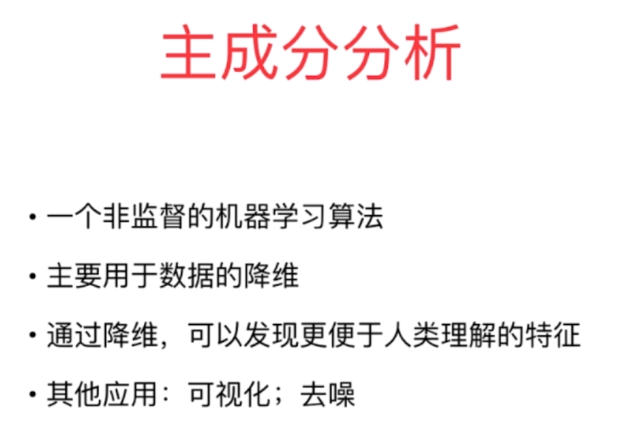 主成分分析
• 一个非监督的机器学习算法
• 主要用于数据的降维
• 通过降维，可以发现更便于人类理解的特征
• 其他应用：可视化；去噪